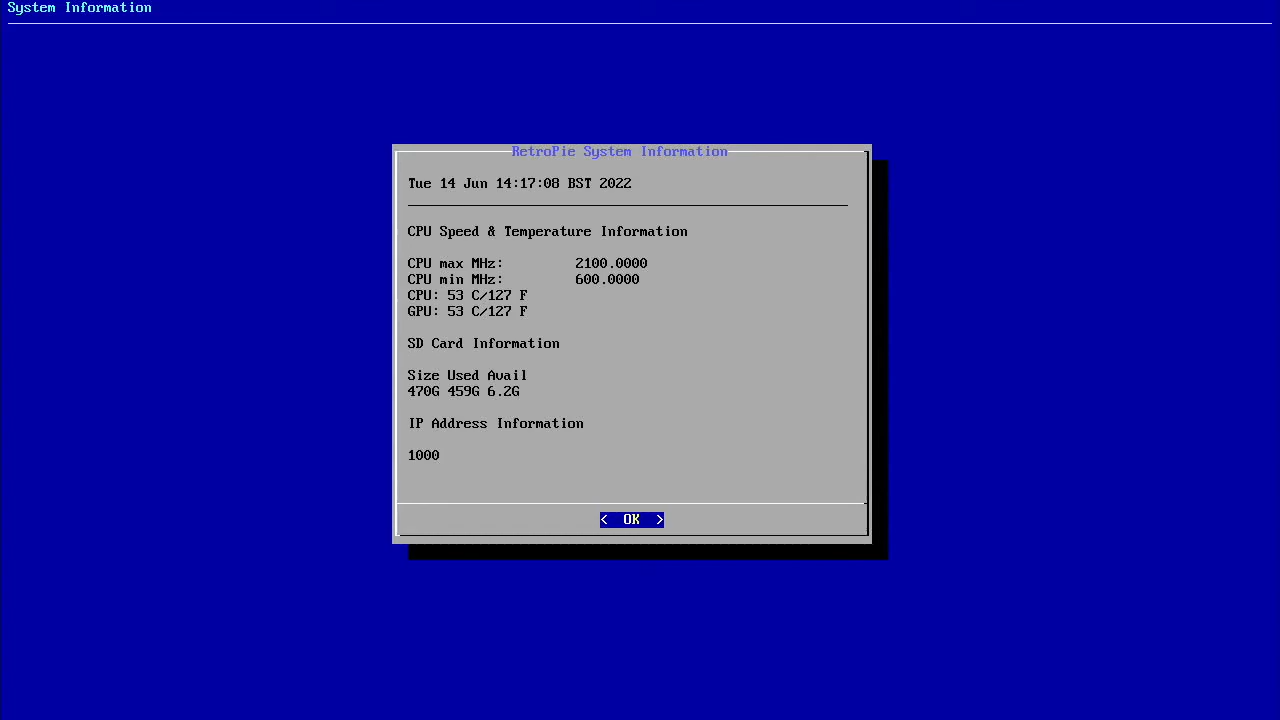 System Information
RetroPie System Information
Tue 14 Jun 14:17:08 BST 2022
CPU Speed & Temperature Information
CPU max MHz: 2100.0000
CPU min MHz: 600.0000
CPU: 53 C/127 F
GPU: 53 C/127 F
SD Card Information
Size Used Avail
470G 459G 6.2G
IP Address Information
1000
< OK >